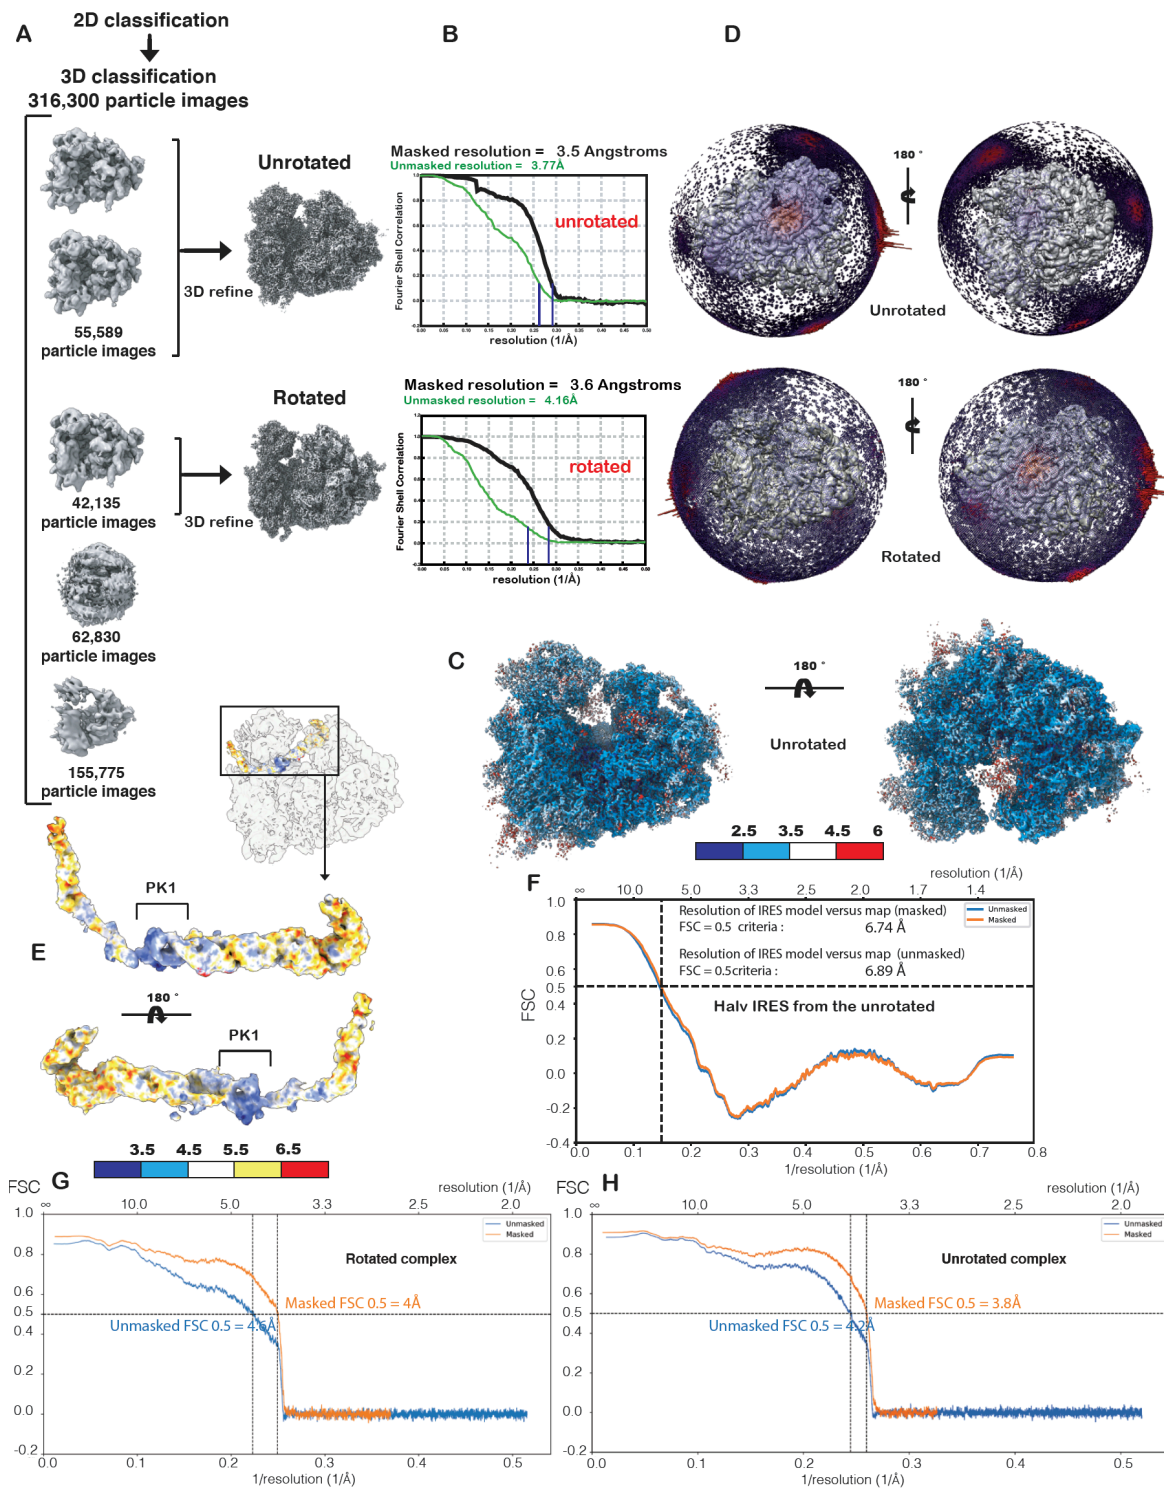 A
2D classification
3D classification
316,300 particle images
55,589
particle images
42,135
particle images
62,830
particle images
155,775
particle images
Unrotated
3D refine
Rotated
3D refine
B
Masked resolution = 3.5 Angstroms
Unmasked resolution = 3.77Å
unrotated
Fourier Shell Correlation
resolution (1/Å)
Masked resolution = 3.6 Angstroms
Unmasked resolution = 4.16Å
rotated
Fourier Shell Correlation
resolution (1/Å)
D
180 °
Unrotated
180 °
Rotated
C
180 °
Unrotated
2.5 3.5 4.5 6
E
PK1
180 °
PK1
3.5 4.5 5.5 6.5
F
resolution (1/Å)
∞ 10.0 5.0 3.3 2.5 2.0 1.7 1.4
Unmasked
Masked
Resolution of IRES model versus map (masked)
FSC = 0.5 criteria : 6.74 Å
Resolution of IRES model versus map (unmasked)
FSC = 0.5criteria : 6.89 Å
Halv IRES from the unrotated
FSC
1.0
0.8
0.6
0.5
0.4
0.2
0.0
-0.2
-0.4
0.0 0.1 0.2 0.3 0.4 0.5 0.6 0.7 0.8
1/resolution (1/Å)
G
FSC
resolution (1/Å)
∞ 10.0 5.0 3.3 2.5 2.0
Unmasked
Masked
Rotated complex
Masked FSC 0.5 = 4Å
Unmasked FSC 0.5 = 4.6Å
1.0
0.8
0.6
0.5
0.4
0.2
0.0
-0.2
0.0 0.1 0.2 0.3 0.4 0.5
1/resolution (1/Å)
H
FSC
resolution (1/Å)
∞ 10.0 5.0 3.3 2.5 2.0
Unmasked
Masked
Unrotated complex
Masked FSC 0.5 = 3.8Å
Unmasked FSC 0.5 = 4.2Å
1.0
0.8
0.6
0.5
0.4
0.2
0.0
-0.2
0.0 0.1 0.2 0.3 0.4 0.5
1/resolution (1/Å)